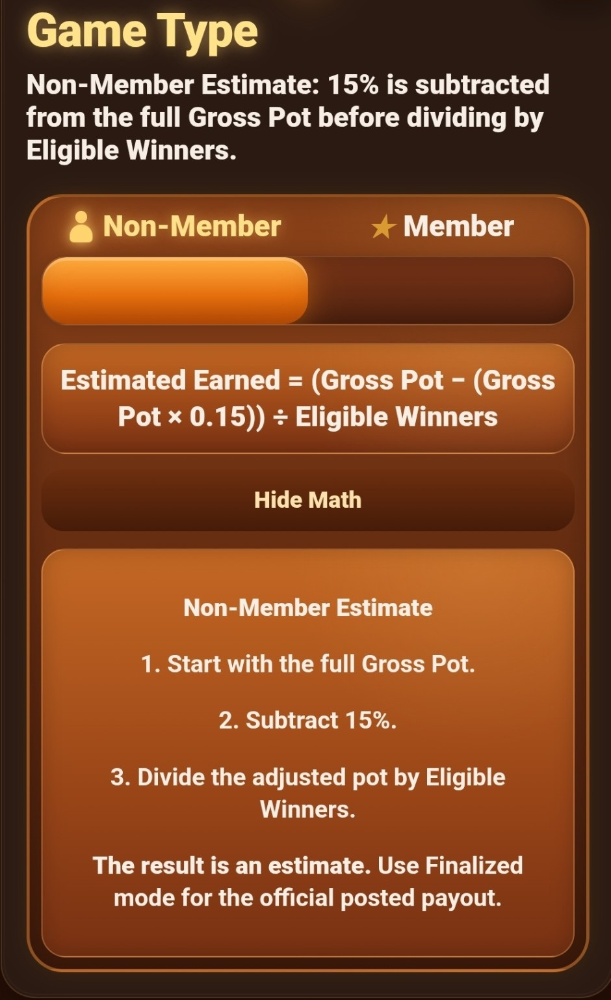 Game Type
Non-Member Estimate: 15% is subtracted
from the full Gross Pot before dividing by
Eligible Winners.
Non-Member
Member
Estimated Earned = (Gross Pot − (Gross
Pot × 0.15)) ÷ Eligible Winners
Hide Math
Non-Member Estimate
1. Start with the full Gross Pot.
2. Subtract 15%.
3. Divide the adjusted pot by Eligible
Winners.
The result is an estimate. Use Finalized
mode for the official posted payout.